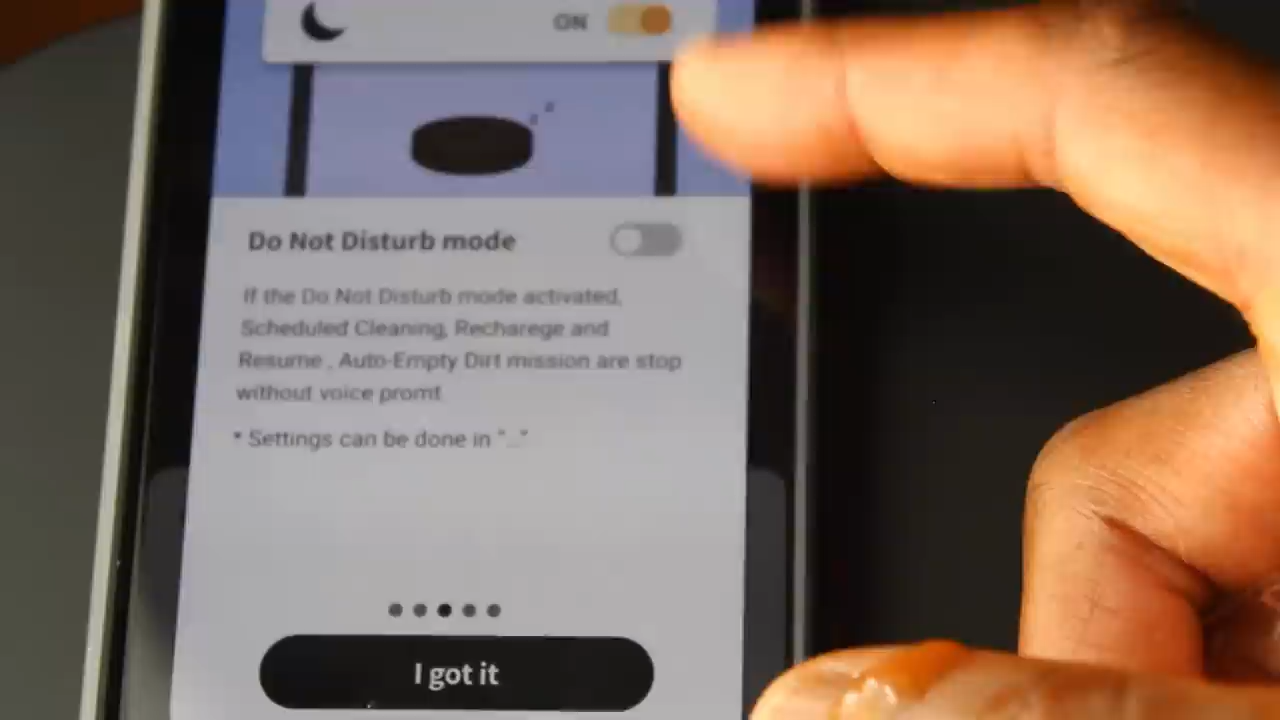 ON
Do Not Disturb mode
If the Do Not Disturb mode activated,
Scheduled Cleaning, Recharege and
Resume , Auto-Empty Dirt mission are stop
without voice promt
* Settings can be done in "..."
I got it